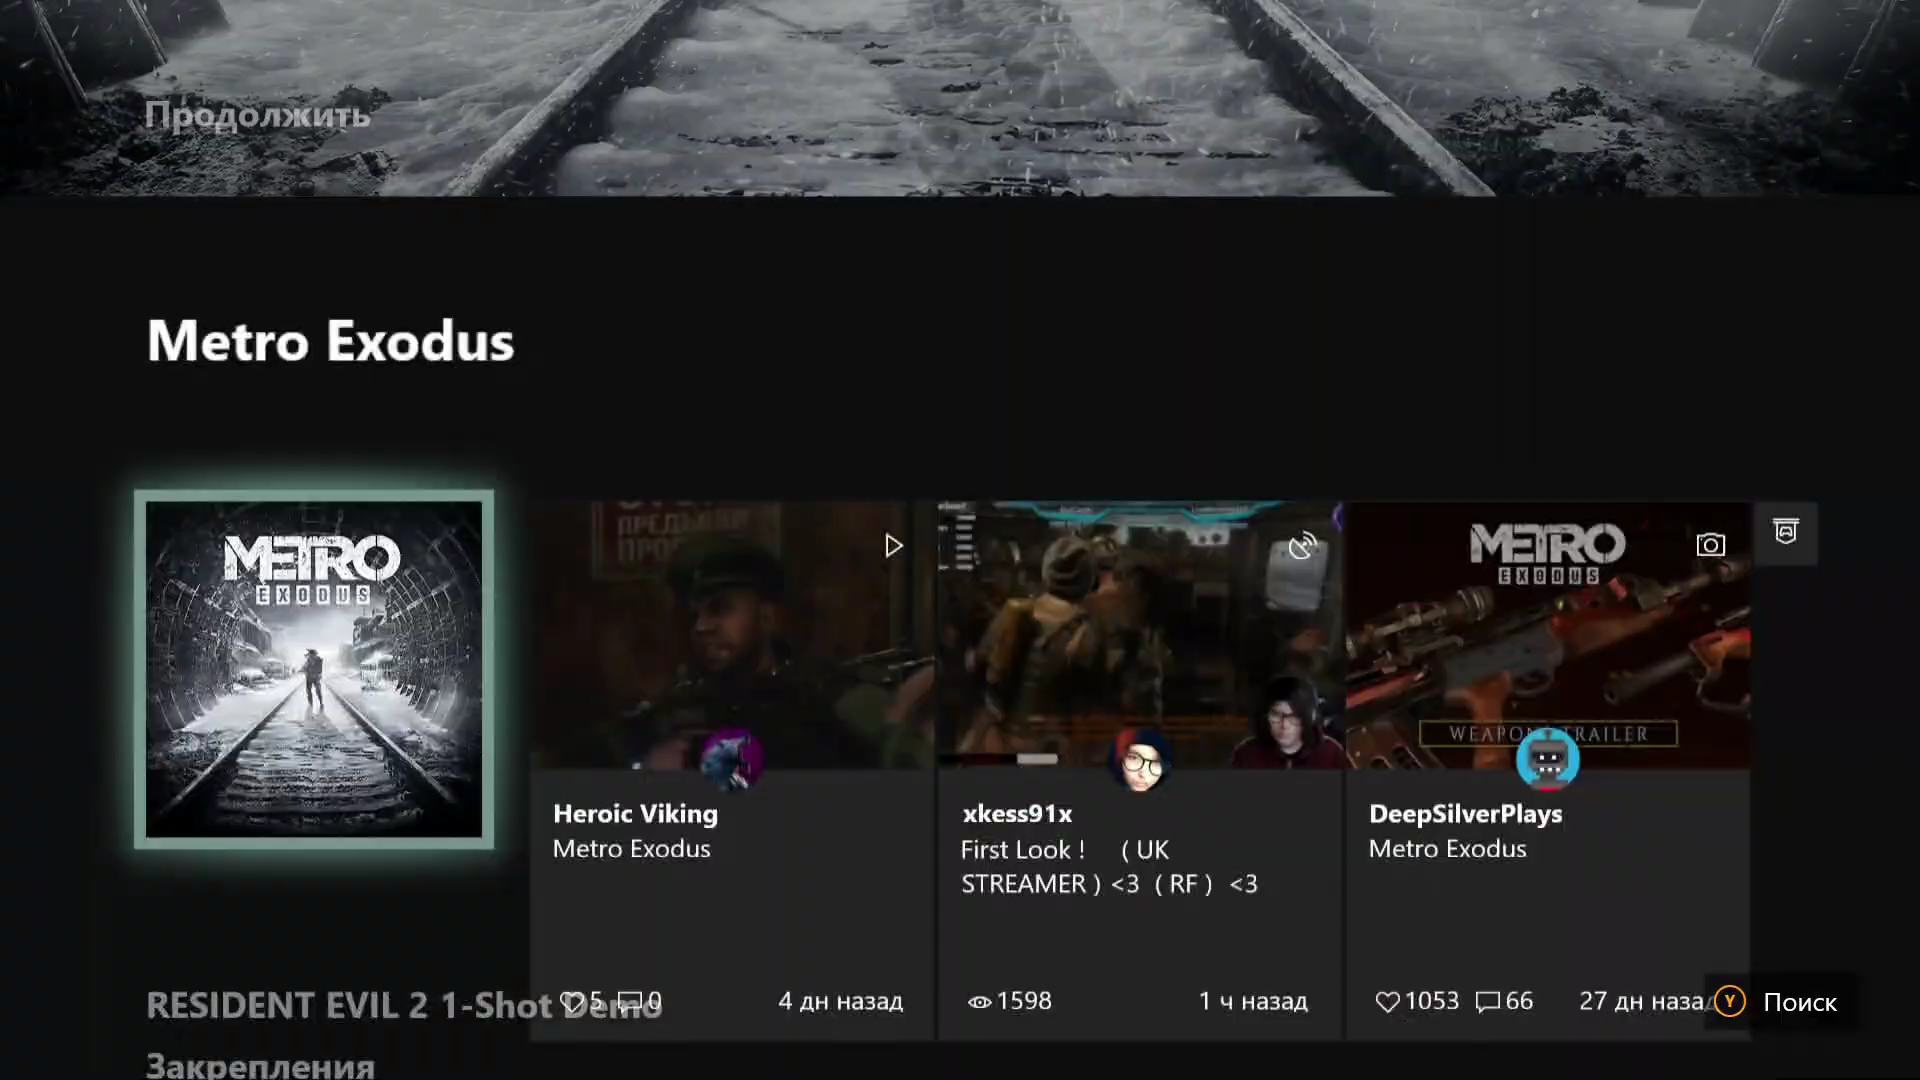 Продолжить
Metro Exodus
METRO
EXODUS
ПРЕДЪЯВИ
METRO
EXODUS
WEAPONS TRAILER
Heroic Viking
Metro Exodus
5 0 4 дн назад
xkess91x
First Look ! ( UK
STREAMER ) <3 ( RF ) <3
1598 1 ч назад
DeepSilverPlays
Metro Exodus
1053 66 27 дн наза
Y Поиск
RESIDENT EVIL 2 1-Shot Demo
Закрепления